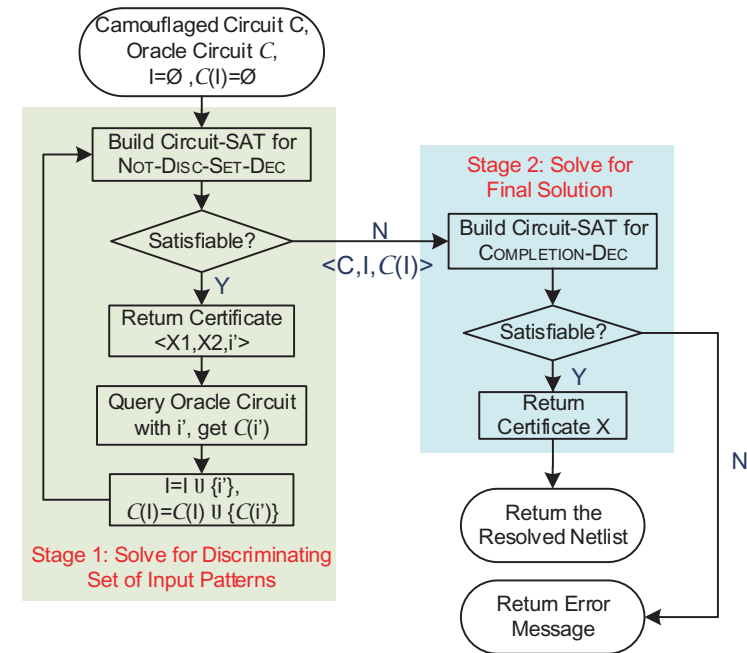 Camouflaged Circuit C,
Oracle Circuit C,
I=Ø ,C(I)=Ø
Build Circuit-SAT for
NOT-DISC-SET-DEC
Satisfiable?
Y
Return Certificate
<X1,X2,i'>
Query Oracle Circuit
with i', get C(i')
I=I U {i'},
C(I)=C(I) U {C(i')}
Stage 1: Solve for Discriminating
Set of Input Patterns
N
<C,I,C(I)>
Stage 2: Solve for
Final Solution
Build Circuit-SAT for
COMPLETION-DEC
Satisfiable?
Y
Return
Certificate X
N
Return the
Resolved Netlist
Return Error
Message